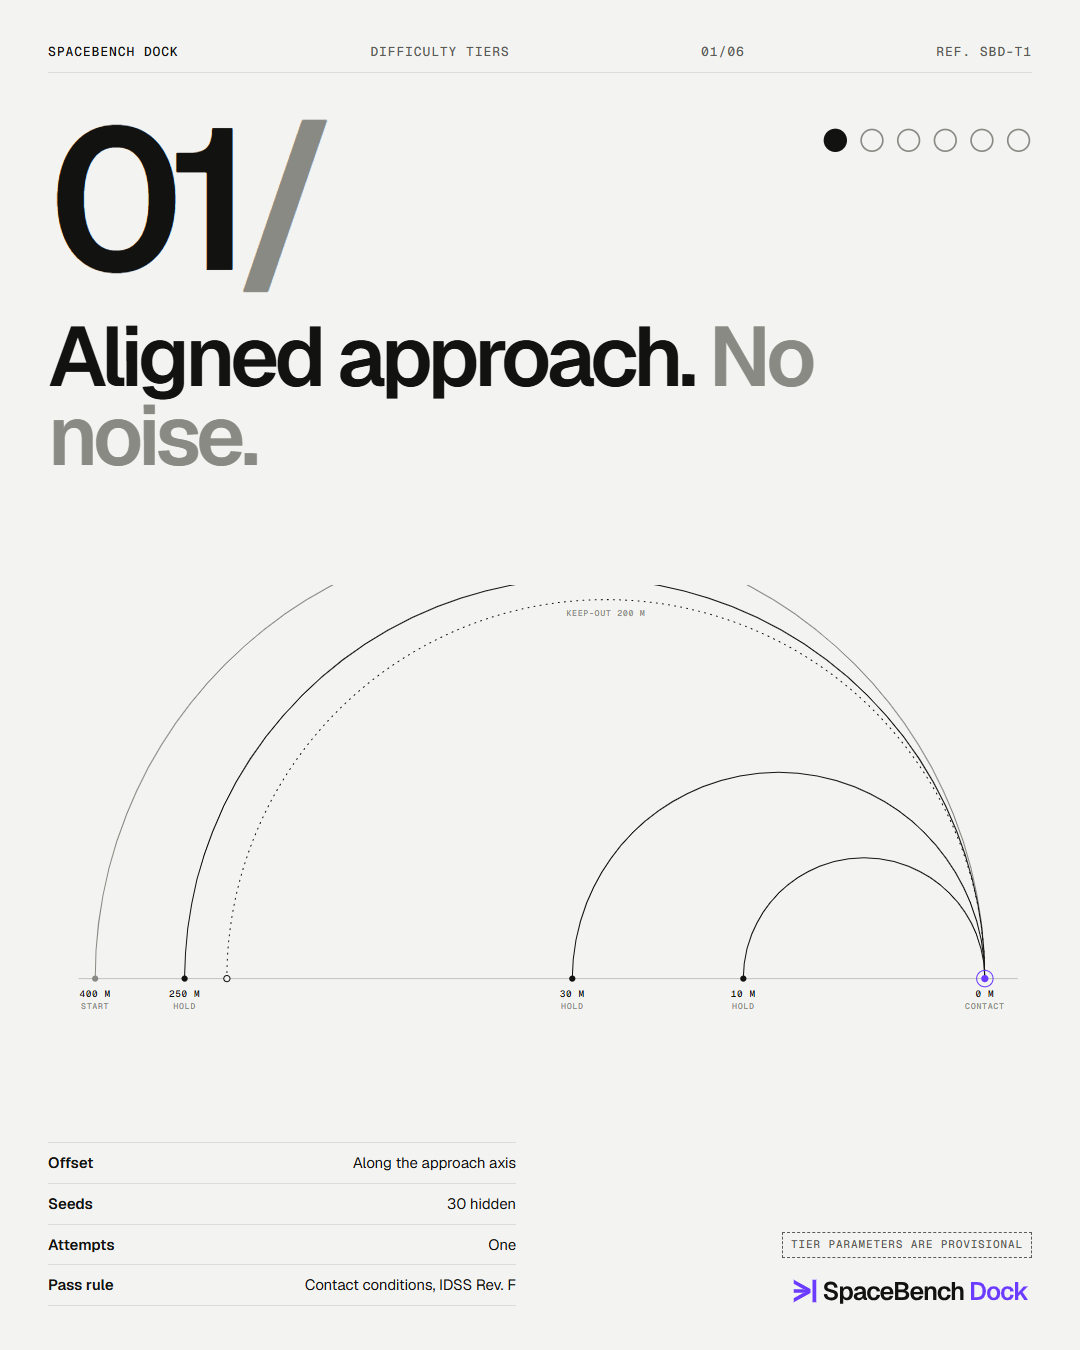 SPACEBENCH DOCK DIFFICULTY TIERS 01/06 REF. SBD-T1
01/
Aligned approach. No
noise.
KEEP-OUT 200 M
400 M 250 M 30 M 10 M 0 M
START HOLD HOLD HOLD CONTACT
Offset Along the approach axis
Seeds 30 hidden
Attempts One
Pass rule Contact conditions, IDSS Rev. F
TIER PARAMETERS ARE PROVISIONAL
SpaceBench Dock